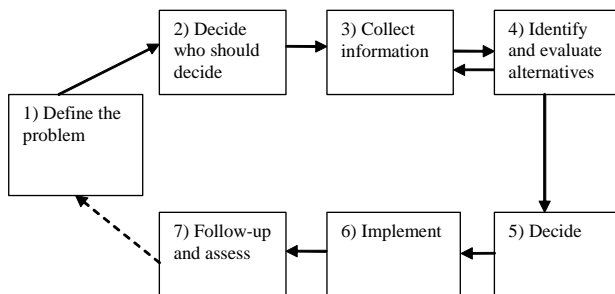 1) Define the
problem
2) Decide
who should
decide
3) Collect
information
4) Identify
and evaluate
alternatives
5) Decide
6) Implement
7) Follow-up
and assess